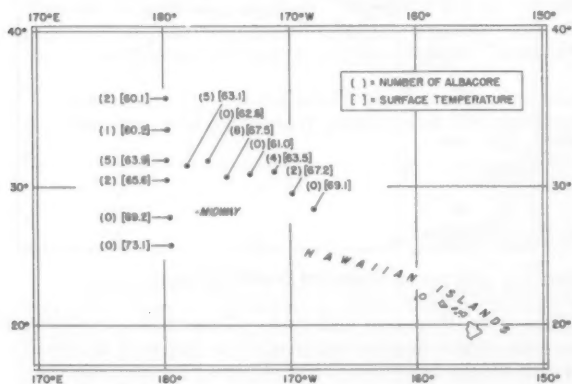 170°E 180° 170°W 160° 150°
40° 40°
( ) = NUMBER OF ALBACORE
[ ] = SURFACE TEMPERATURE
(2) [60.1]
(5) [63.1]
(0) [62.8]
(1) [60.2]
(6) [67.5]
(0) [61.0]
(5) [63.9]
(4) [63.5]
(2) [67.2]
(2) [65.6]
(0) [69.1]
30° 30°
(0) [69.2]
MIDWAY
(0) [73.1]
HAWAIIAN ISLANDS
20° 20°
170°E 180° 170°W 160° 150°